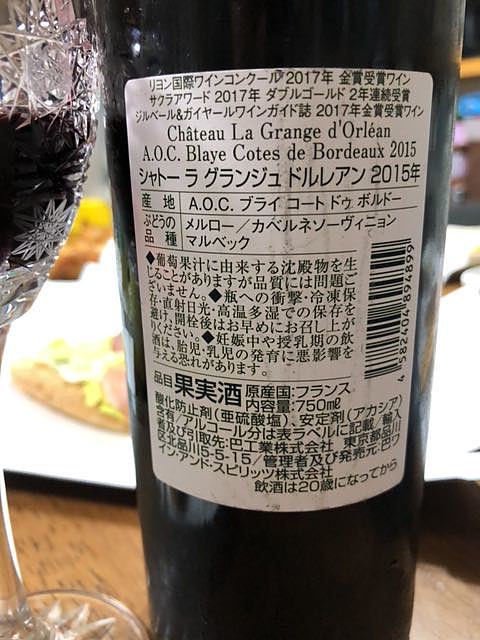 リヨン国際ワインコンクール 2017年 金賞受賞ワイン
サクラアワード 2017年 ダブルゴールド 2年連続受賞
ジルベール&ガイヤールワインガイド誌 2017年金賞受賞ワイン
Château La Grange d'Orléan
A.O.C. Blaye Cotes de Bordeaux 2015
シャトー ラ グランジュ ドルレアン 2015年
産地 A.O.C. ブライ コート ドゥ ボルドー
ぶどうの品種 メルロー/カベルネソーヴィニョン
マルベック
◆葡萄果汁に由来する沈殿物を生
じることがありますが品質には問題ご
ざいません。◆瓶への衝撃・冷凍保
存・直射日光・高温多湿での保存を
避け、開栓後はお早めにお召し上が
りください。◆妊娠中や授乳期の飲
酒は、胎児・乳児の発育に悪影響を
与える恐れがあります。
4 582404 894899
品目 果実酒 原産国:フランス
内容量:750mℓ
酸化防止剤(亜硫酸塩)、安定剤(アカシア)
含有/アルコール分は表ラベルに記載/輸入
者及び引取先:巴工業株式会社 東京都品川
区北品川5-5-15/管理者及び発売元:巴ワ
イン・アンド・スピリッツ株式会社
飲酒は20歳になってから